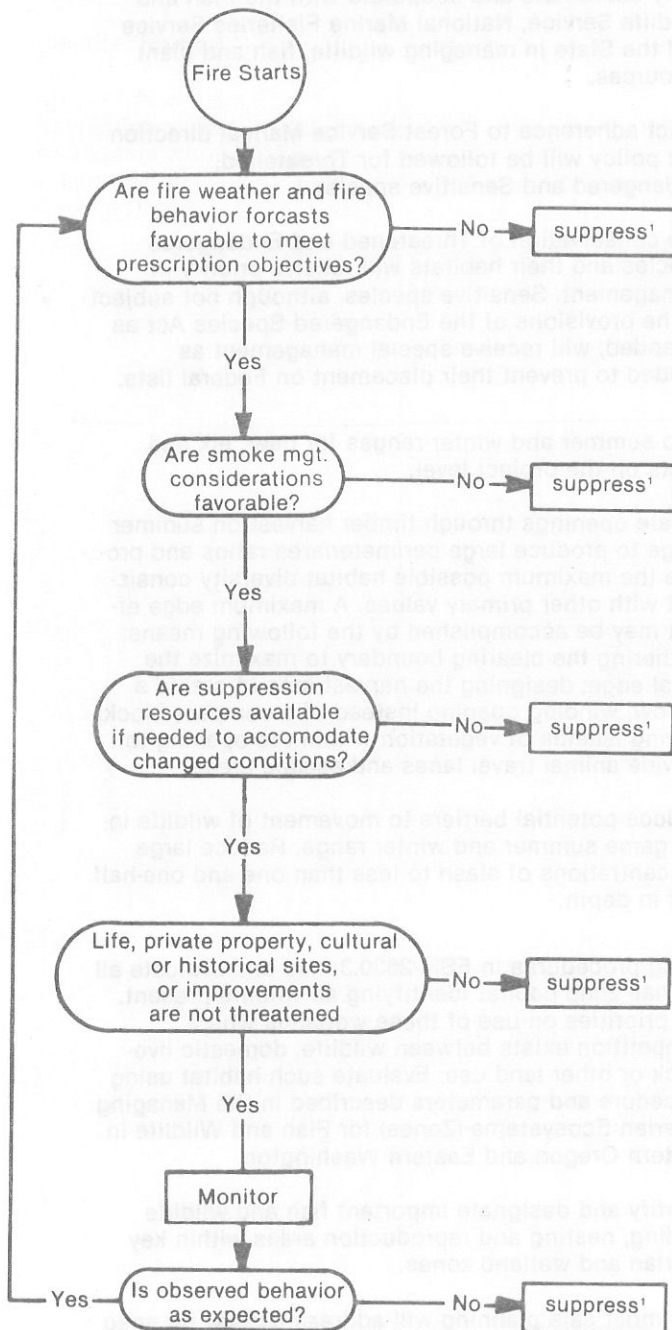 Fire Starts
Are fire weather and fire
behavior forcasts
favorable to meet
prescription objectives?
No
suppress¹
Yes
Are smoke mgt.
considerations
favorable?
No
suppress¹
Yes
Are suppression
resources available
if needed to accomodate
changed conditions?
No
suppress¹
Yes
Life, private property, cultural
or historical sites,
or improvements
are not threatened
No
suppress¹
Yes
Monitor
Yes
Is observed behavior
as expected?
No
suppress¹